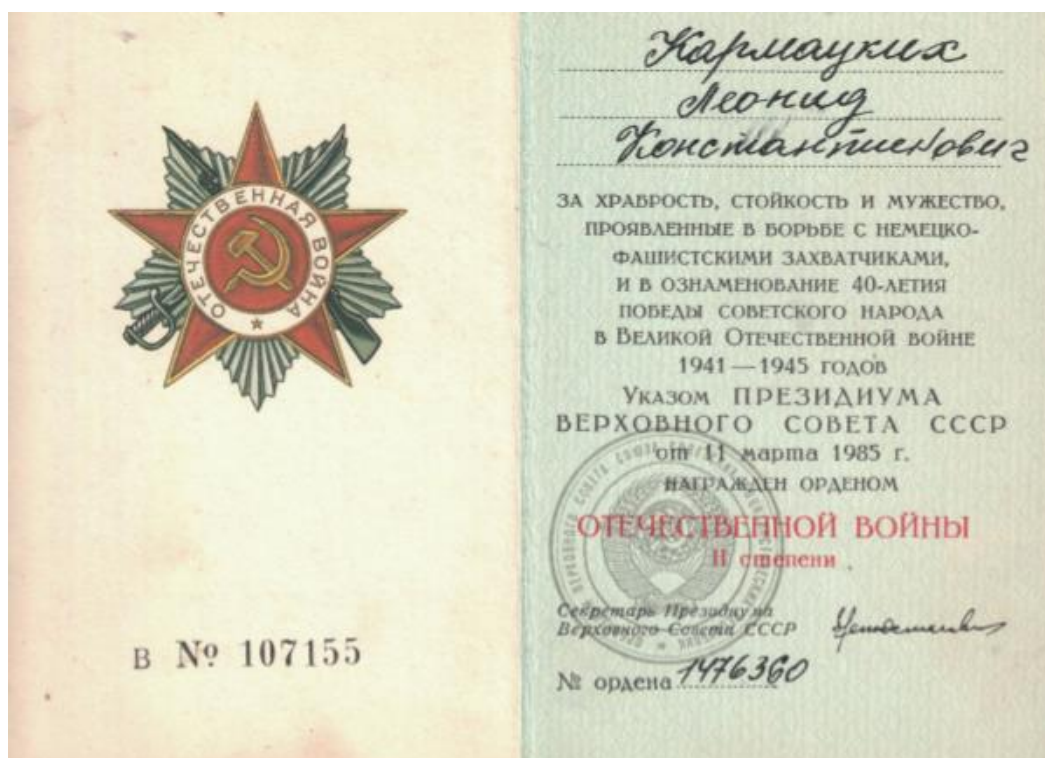 ОТЕЧЕСТВЕННАЯ ВОЙНА
В № 107155
Кармацких
Леонид
Константинович
ЗА ХРАБРОСТЬ, СТОЙКОСТЬ И МУЖЕСТВО,
ПРОЯВЛЕННЫЕ В БОРЬБЕ С НЕМЕЦКО-
ФАШИСТСКИМИ ЗАХВАТЧИКАМИ,
И В ОЗНАМЕНОВАНИЕ 40-ЛЕТИЯ
ПОБЕДЫ СОВЕТСКОГО НАРОДА
В ВЕЛИКОЙ ОТЕЧЕСТВЕННОЙ ВОЙНЕ
1941—1945 ГОДОВ
УКАЗОМ ПРЕЗИДИУМА
ВЕРХОВНОГО СОВЕТА СССР
от 11 марта 1985 г.
НАГРАЖДЕН ОРДЕНОМ
ОТЕЧЕСТВЕННОЙ ВОЙНЫ
II степени
Секретарь Президиума
Верховного Совета СССР
№ ордена 1476360